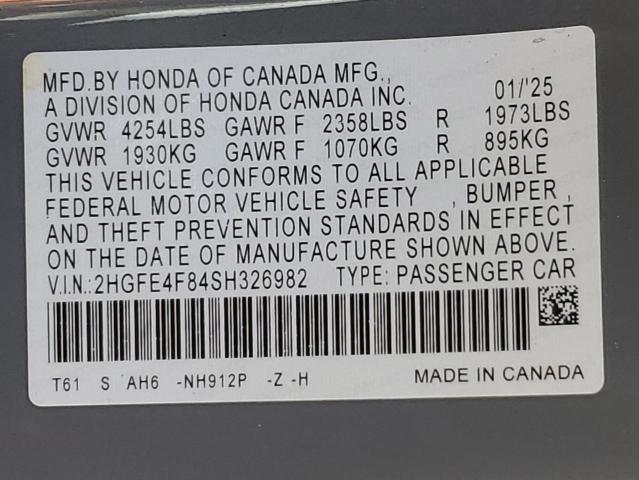 MFD.BY HONDA OF CANADA MFG.,
A DIVISION OF HONDA CANADA INC. 01/'25
GVWR 4254LBS GAWR F 2358LBS R 1973LBS
GVWR 1930KG GAWR F 1070KG R 895KG
THIS VEHICLE CONFORMS TO ALL APPLICABLE
FEDERAL MOTOR VEHICLE SAFETY , BUMPER ,
AND THEFT PREVENTION STANDARDS IN EFFECT
ON THE DATE OF MANUFACTURE SHOWN ABOVE.
V.I.N.:2HGFE4F84SH326982 TYPE: PASSENGER CAR
T61 S AH6 -NH912P -Z -H MADE IN CANADA